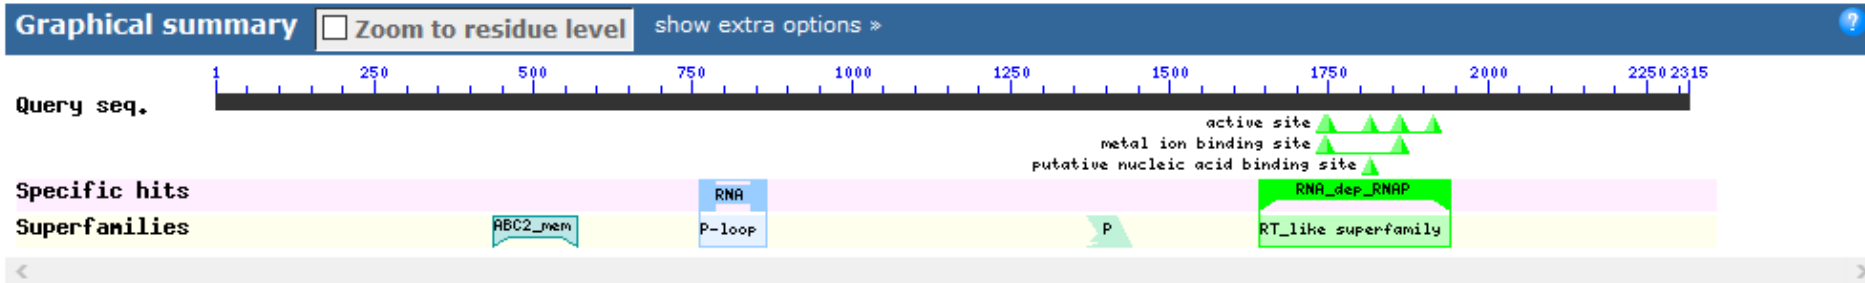 Graphical summary Zoom to residue level show extra options »
1 250 500 750 1000 1250 1500 1750 2000 2250 2315
Query seq.
active site
metal ion binding site
putative nucleic acid binding site
Specific hits RNA RNA_dep_RNAP
Superfamilies ABC2_mem P-loop P RT_like superfamily